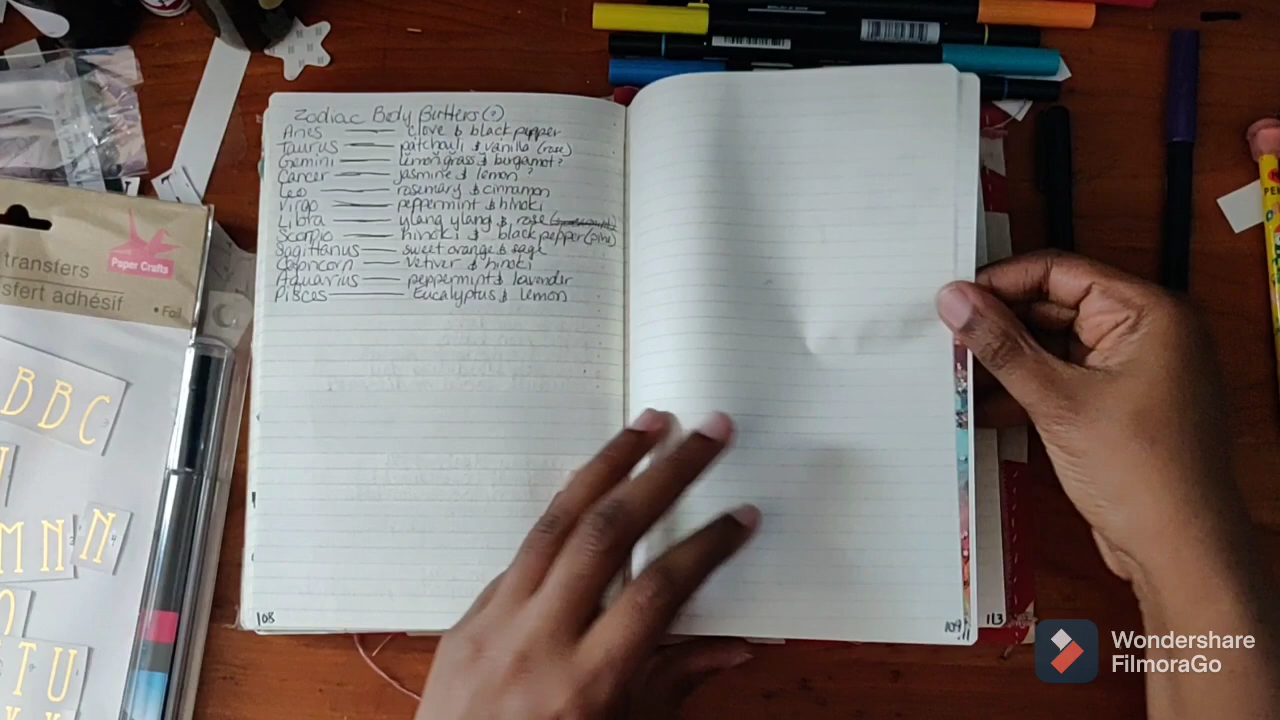 Zodiac Body Butters (?)
Aries — clove & black pepper
Taurus — patchouli & vanilla (rose)
Gemini — lemongrass & bergamot?
Cancer — jasmine & lemon?
Leo — rosemary & cinnamon
Virgo — peppermint & hinoki
Libra — ylang ylang & rose
Scorpio — hinoki & black pepper (pine)
Sagittarius — sweet orange & sage
Capricorn — vetiver & hinoki
Aquarius — peppermint & lavender
Pisces — Eucalyptus & lemon
108
109
113
transfers
sfert adhésif
Paper Crafts
• Foil
B B C
M N N
T U
Wondershare
FilmoraGo